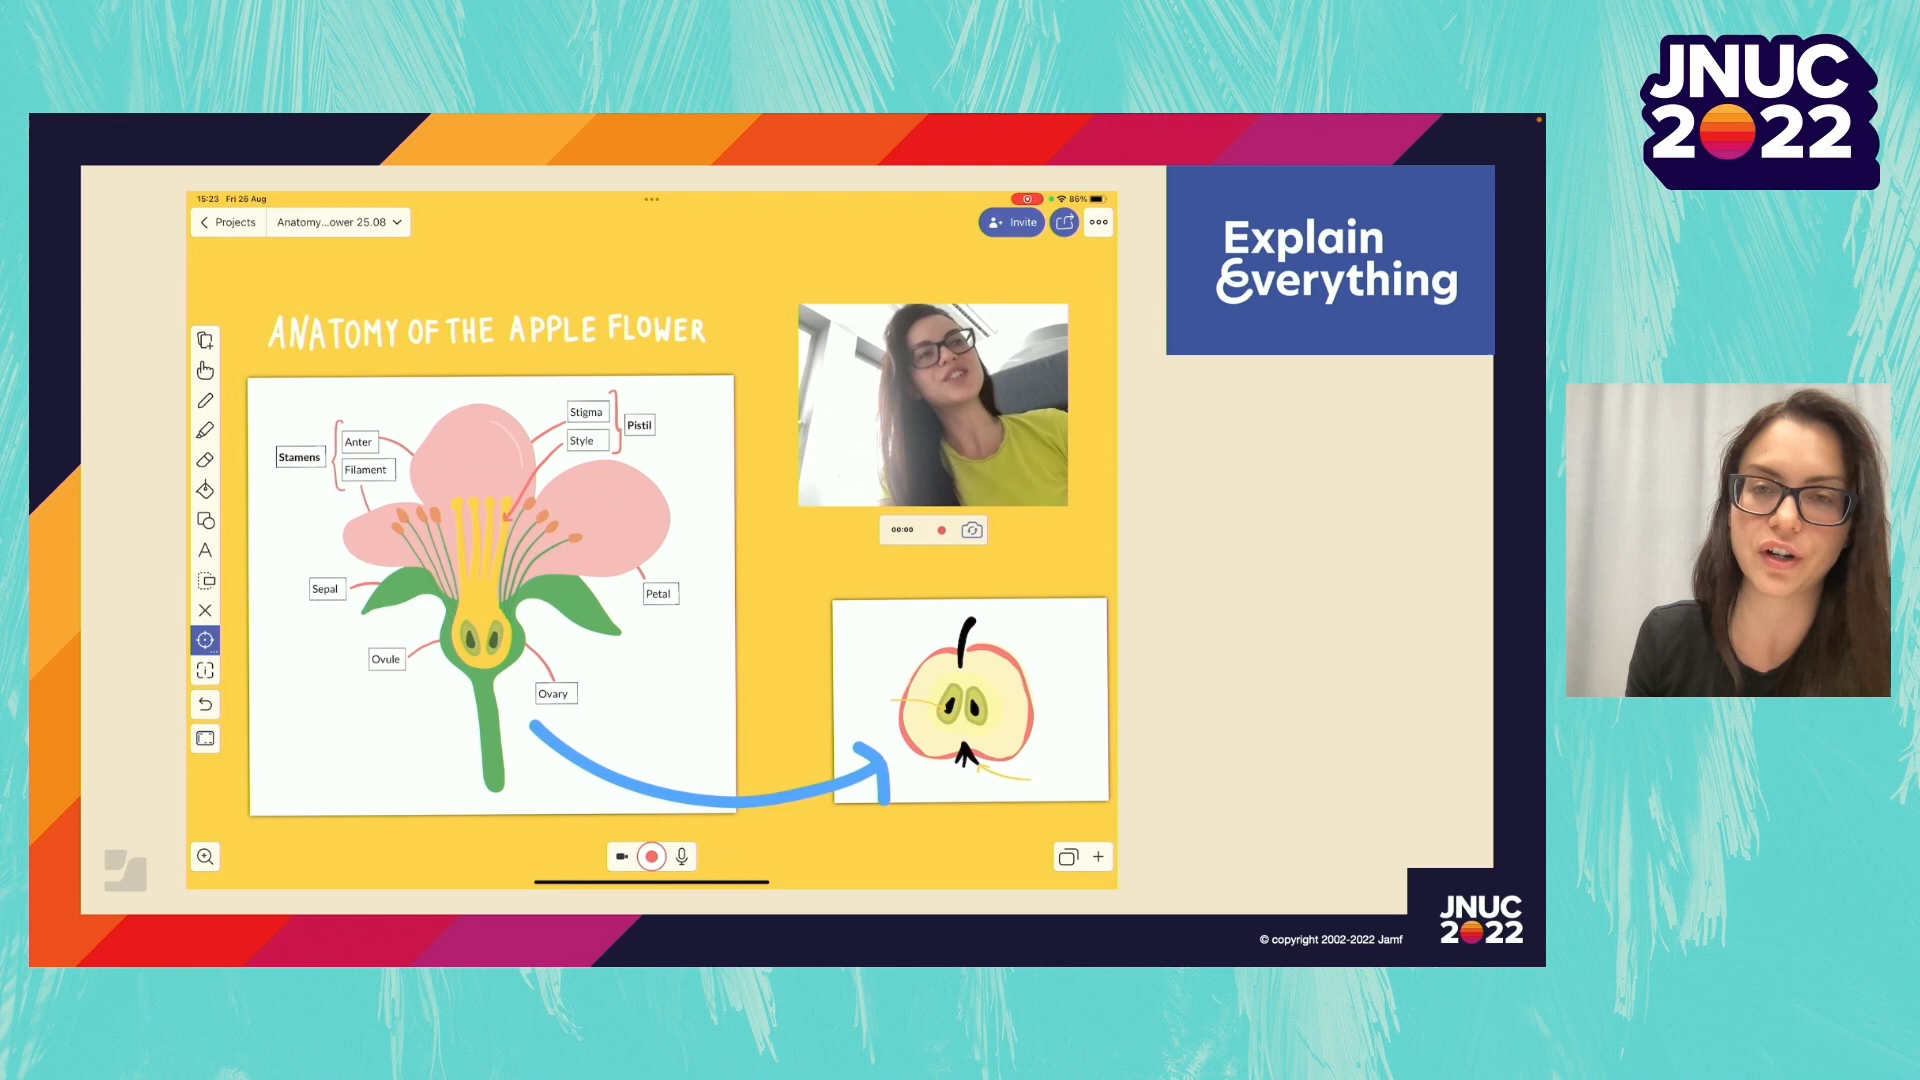 JNUC
2022
Explain
Everything
15:23 Fri 26 Aug
86%
Projects
Anatomy...ower 25.08
Invite
ANATOMY OF THE APPLE FLOWER
Stigma
Style
Pistil
Anter
Filament
Stamens
A
00:00
Sepal
Petal
Ovule
Ovary
© copyright 2002-2022 Jamf
JNUC
2022